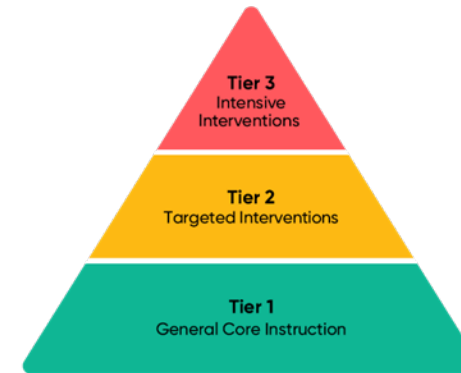 Tier 3
Intensive
Interventions
Tier 2
Targeted Interventions
Tier 1
General Core Instruction